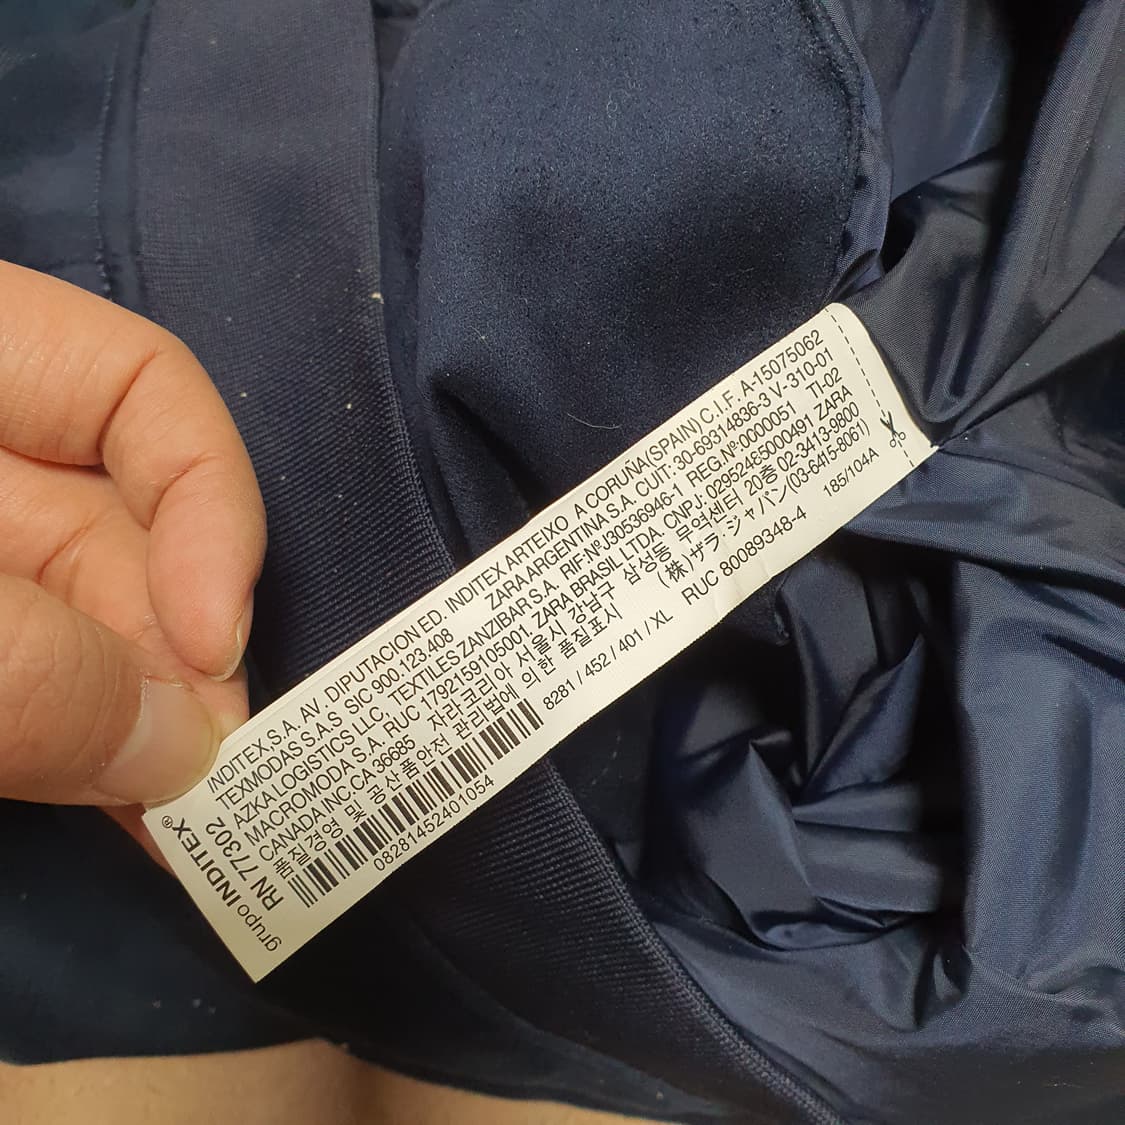 grupo INDITEX®
RN 77302
INDITEX,S.A. AV. DIPUTACION ED. INDITEX ARTEIXO A CORUÑA(SPAIN) C.I.F. A-15075062
TEXMODAS S.A.S SIC 900.123.408 ZARA ARGENTINA S.A. CUIT: 30-69314836-3 V-310-01
AZKA LOGISTICS LLC, TEXTILES ZANZIBAR S.A. RIF-NºJ30536946-1 REG.Nº0000051 TI-02
MACROMODA S.A. RUC 1792159105001. ZARA BRASIL LTDA CNPJ: 02952485000491 ZARA
CANADA INC CA 36685 자라코리아 서울시 강남구 삼성동 무역센터 20층 02-3413-9800
품질경영 및 공산품안전 관리법에 의한 품질표시 (株)ザラ・ジャパン(03-6415-8061)
8281 / 452 / 401 / XL RUC 80089348-4 185/104A
08281452401054